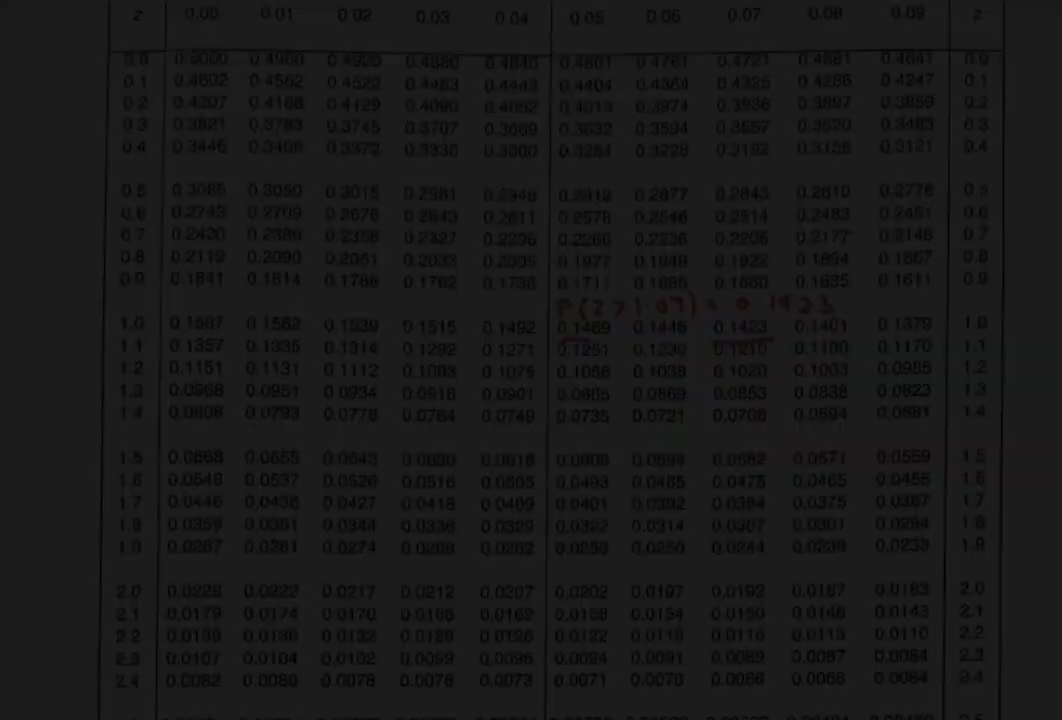 z 0.00 0.01 0.02 0.03 0.04 0.05 0.06 0.07 0.08 0.09 z
0.0 0.5000 0.4960 0.4920 0.4880 0.4840 0.4801 0.4761 0.4721 0.4681 0.4641 0.0
0.1 0.4602 0.4562 0.4522 0.4483 0.4443 0.4404 0.4364 0.4325 0.4286 0.4247 0.1
0.2 0.4207 0.4168 0.4129 0.4090 0.4052 0.4013 0.3974 0.3936 0.3897 0.3859 0.2
0.3 0.3821 0.3783 0.3745 0.3707 0.3669 0.3632 0.3594 0.3557 0.3520 0.3483 0.3
0.4 0.3446 0.3409 0.3372 0.3336 0.3300 0.3264 0.3228 0.3192 0.3156 0.3121 0.4
0.5 0.3085 0.3050 0.3015 0.2981 0.2946 0.2912 0.2877 0.2843 0.2810 0.2776 0.5
0.6 0.2743 0.2709 0.2676 0.2643 0.2611 0.2578 0.2546 0.2514 0.2483 0.2451 0.6
0.7 0.2420 0.2389 0.2358 0.2327 0.2296 0.2266 0.2236 0.2206 0.2177 0.2148 0.7
0.8 0.2119 0.2090 0.2061 0.2033 0.2005 0.1977 0.1949 0.1922 0.1894 0.1867 0.8
0.9 0.1841 0.1814 0.1788 0.1762 0.1736 0.1711 0.1685 0.1660 0.1635 0.1611 0.9
P(Z>1.07) = 0.1423
1.0 0.1587 0.1562 0.1539 0.1515 0.1492 0.1469 0.1446 0.1423 0.1401 0.1379 1.0
1.1 0.1357 0.1335 0.1314 0.1292 0.1271 0.1251 0.1230 0.1210 0.1190 0.1170 1.1
1.2 0.1151 0.1131 0.1112 0.1093 0.1075 0.1056 0.1038 0.1020 0.1003 0.0985 1.2
1.3 0.0968 0.0951 0.0934 0.0918 0.0901 0.0885 0.0869 0.0853 0.0838 0.0823 1.3
1.4 0.0808 0.0793 0.0778 0.0764 0.0749 0.0735 0.0721 0.0708 0.0694 0.0681 1.4
1.5 0.0668 0.0655 0.0643 0.0630 0.0618 0.0606 0.0594 0.0582 0.0571 0.0559 1.5
1.6 0.0548 0.0537 0.0526 0.0516 0.0505 0.0495 0.0485 0.0475 0.0465 0.0455 1.6
1.7 0.0446 0.0436 0.0427 0.0418 0.0409 0.0401 0.0392 0.0384 0.0375 0.0367 1.7
1.8 0.0359 0.0351 0.0344 0.0336 0.0329 0.0322 0.0314 0.0307 0.0301 0.0294 1.8
1.9 0.0287 0.0281 0.0274 0.0268 0.0262 0.0256 0.0250 0.0244 0.0239 0.0233 1.9
2.0 0.0228 0.0222 0.0217 0.0212 0.0207 0.0202 0.0197 0.0192 0.0187 0.0183 2.0
2.1 0.0179 0.0174 0.0170 0.0166 0.0162 0.0158 0.0154 0.0150 0.0146 0.0143 2.1
2.2 0.0139 0.0136 0.0132 0.0129 0.0126 0.0122 0.0119 0.0116 0.0113 0.0110 2.2
2.3 0.0107 0.0104 0.0102 0.0099 0.0096 0.0094 0.0091 0.0089 0.0087 0.0084 2.3
2.4 0.0082 0.0080 0.0078 0.0076 0.0073 0.0071 0.0070 0.0068 0.0066 0.0064 2.4